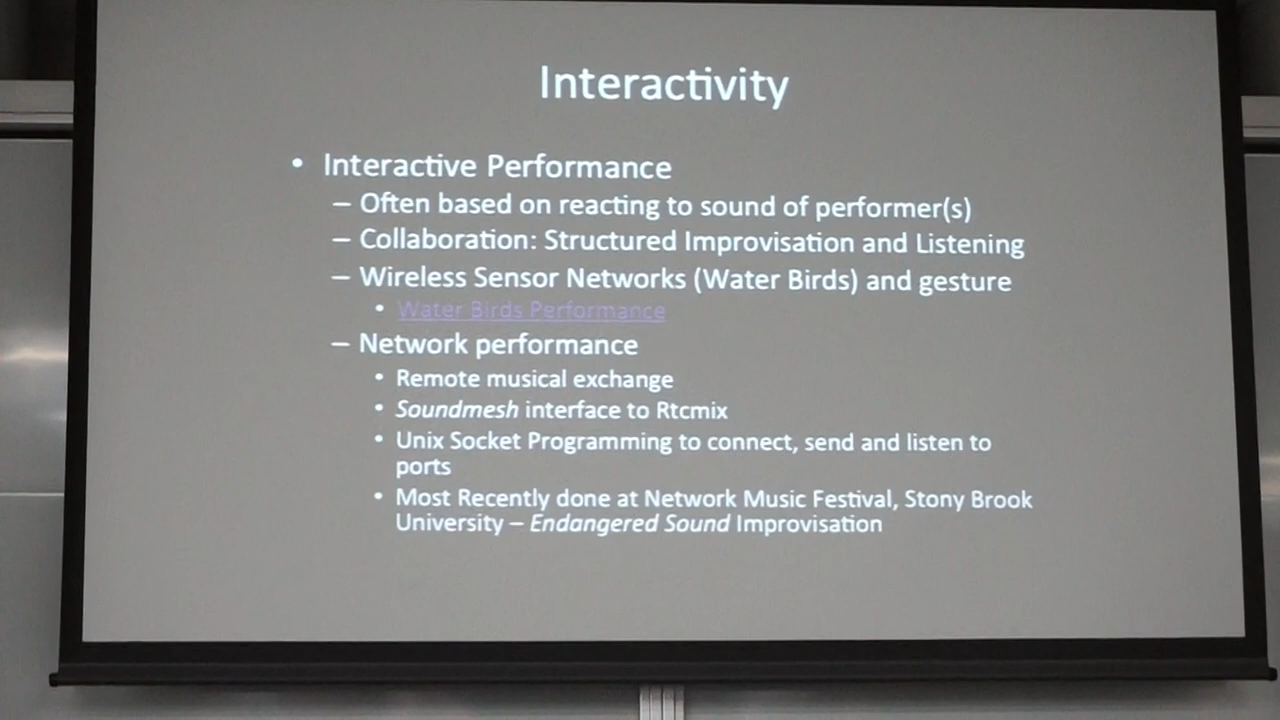 Interactivity
• Interactive Performance
– Often based on reacting to sound of performer(s)
– Collaboration: Structured Improvisation and Listening
– Wireless Sensor Networks (Water Birds) and gesture
• Water Birds Performance
– Network performance
• Remote musical exchange
• Soundmesh interface to Rtcmix
• Unix Socket Programming to connect, send and listen to
ports
• Most Recently done at Network Music Festival, Stony Brook
University – Endangered Sound Improvisation